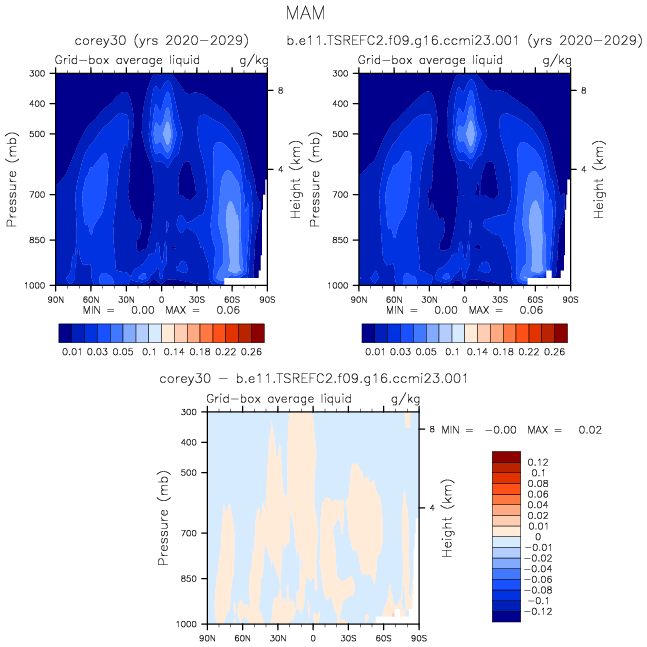 MAM
corey30 (yrs 2020-2029)
b.e11.TSREFC2.f09.g16.ccmi23.001 (yrs 2020-2029)
Grid-box average liquid g/kg
Grid-box average liquid g/kg
300
400
500
700
850
1000
Pressure (mb)
8
4
Height (km)
90N 60N 30N 0 30S 60S 90S
MIN = 0.00 MAX = 0.06
0.01 0.03 0.05 0.1 0.14 0.18 0.22 0.26
300
400
500
700
850
1000
Pressure (mb)
8
4
Height (km)
90N 60N 30N 0 30S 60S 90S
MIN = 0.00 MAX = 0.06
0.01 0.03 0.05 0.1 0.14 0.18 0.22 0.26
corey30 - b.e11.TSREFC2.f09.g16.ccmi23.001
Grid-box average liquid g/kg
300
400
500
700
850
1000
Pressure (mb)
8
4
Height (km)
90N 60N 30N 0 30S 60S 90S
MIN = -0.00 MAX = 0.02
0.12
0.1
0.08
0.06
0.04
0.02
0.01
0
-0.01
-0.02
-0.04
-0.06
-0.08
-0.1
-0.12